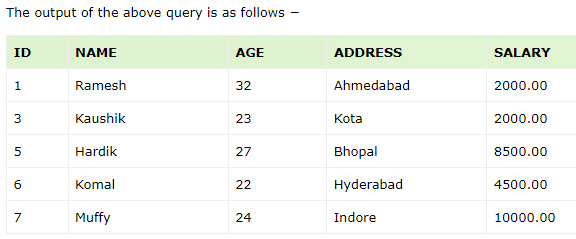 The output of the above query is as follows −
ID NAME AGE ADDRESS SALARY
1 Ramesh 32 Ahmedabad 2000.00
3 Kaushik 23 Kota 2000.00
5 Hardik 27 Bhopal 8500.00
6 Komal 22 Hyderabad 4500.00
7 Muffy 24 Indore 10000.00